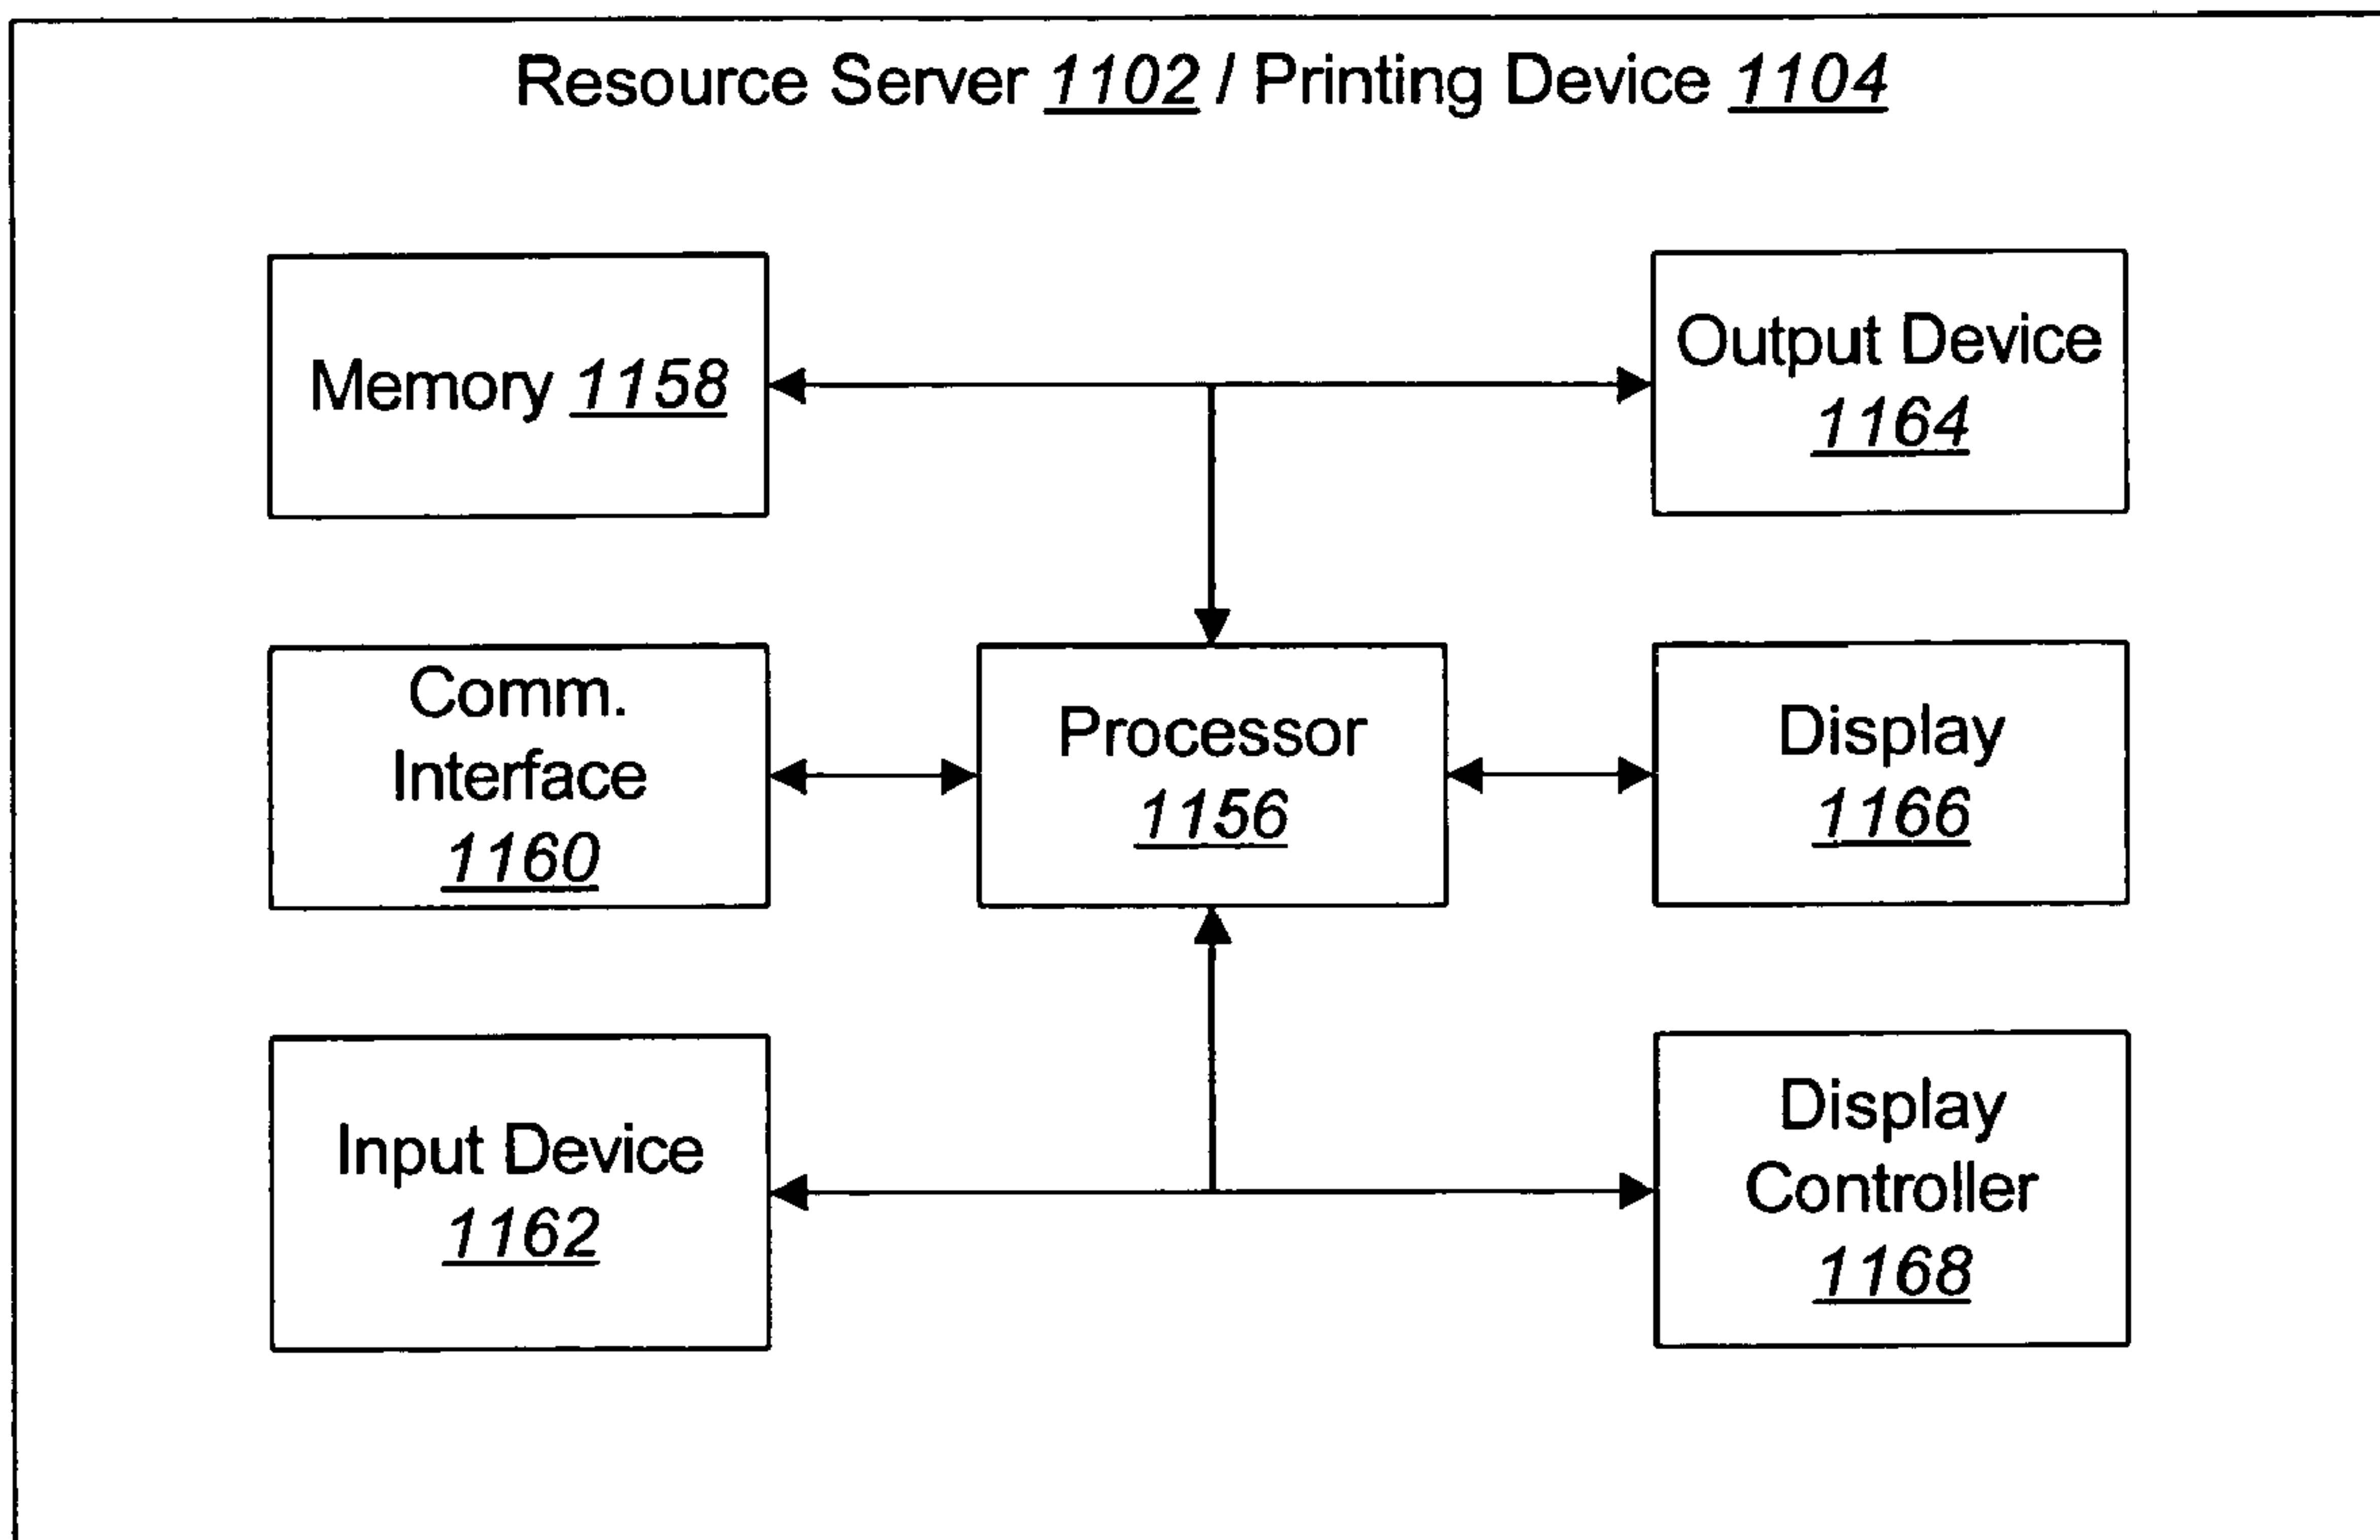 Resource Server 1102 / Printing Device 1104
Memory 1158
Output Device
1164
Comm.
Interface
1160
Processor
1156
Display
1166
Input Device
1162
Display
Controller
1168